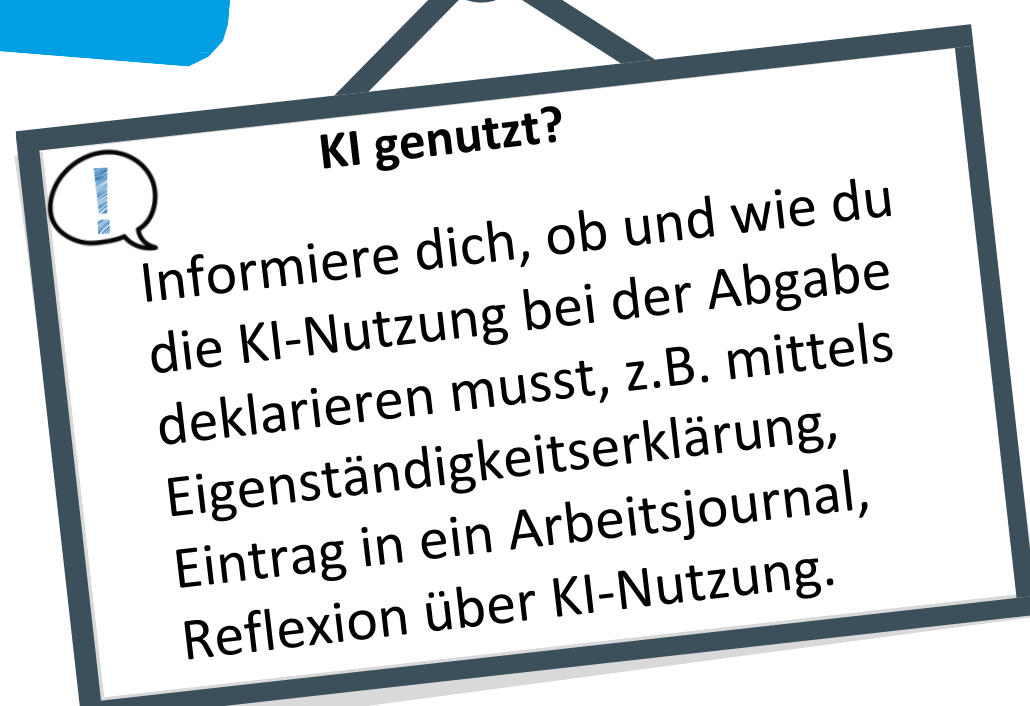 KI genutzt?
Informiere dich, ob und wie du
die KI-Nutzung bei der Abgabe
deklarieren musst, z.B. mittels
Eigenständigkeitserklärung,
Eintrag in ein Arbeitsjournal,
Reflexion über KI-Nutzung.